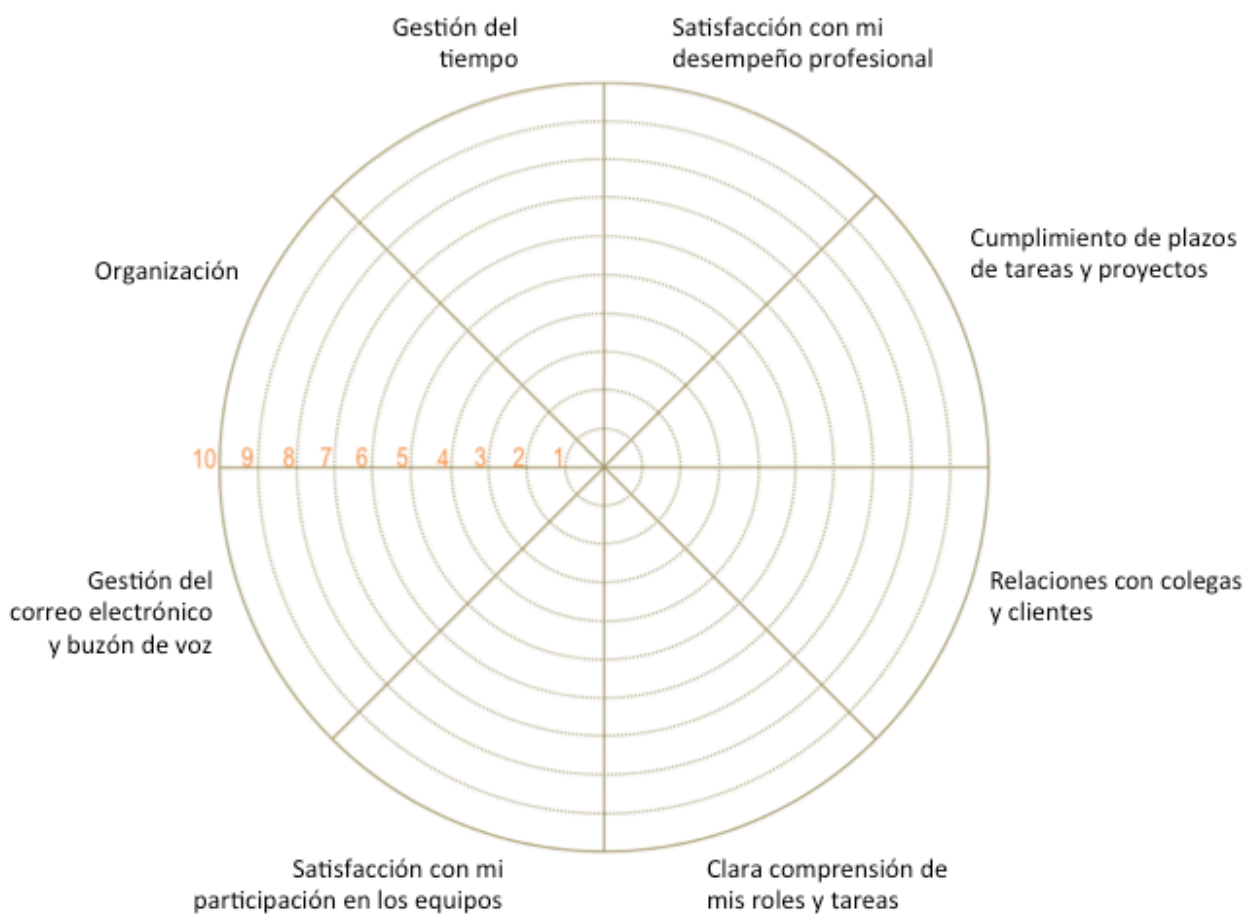 Gestión del
tiempo
Satisfacción con mi
desempeño profesional
Cumplimiento de plazos
de tareas y proyectos
Organización
10 9 8 7 6 5 4 3 2 1
Gestión del
correo electrónico
y buzón de voz
Relaciones con colegas
y clientes
Satisfacción con mi
participación en los equipos
Clara comprensión de
mis roles y tareas